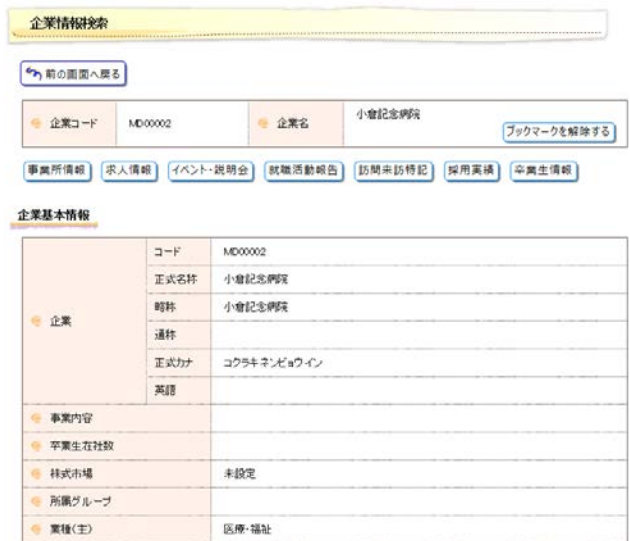 企業情報検索
前の画面へ戻る
企業コード MD00002 企業名 小倉記念病院
ブックマークを解除する
事業所情報 求人情報 イベント・説明会 就職活動報告 訪問来訪特記 採用実績 卒業生情報
企業基本情報
企業
コード MD00002
正式名称 小倉記念病院
略称 小倉記念病院
通称
正式カナ コクラキネンビョウイン
英語
事業内容
卒業生在社数
株式市場 未設定
所属グループ
業種(主) 医療・福祉